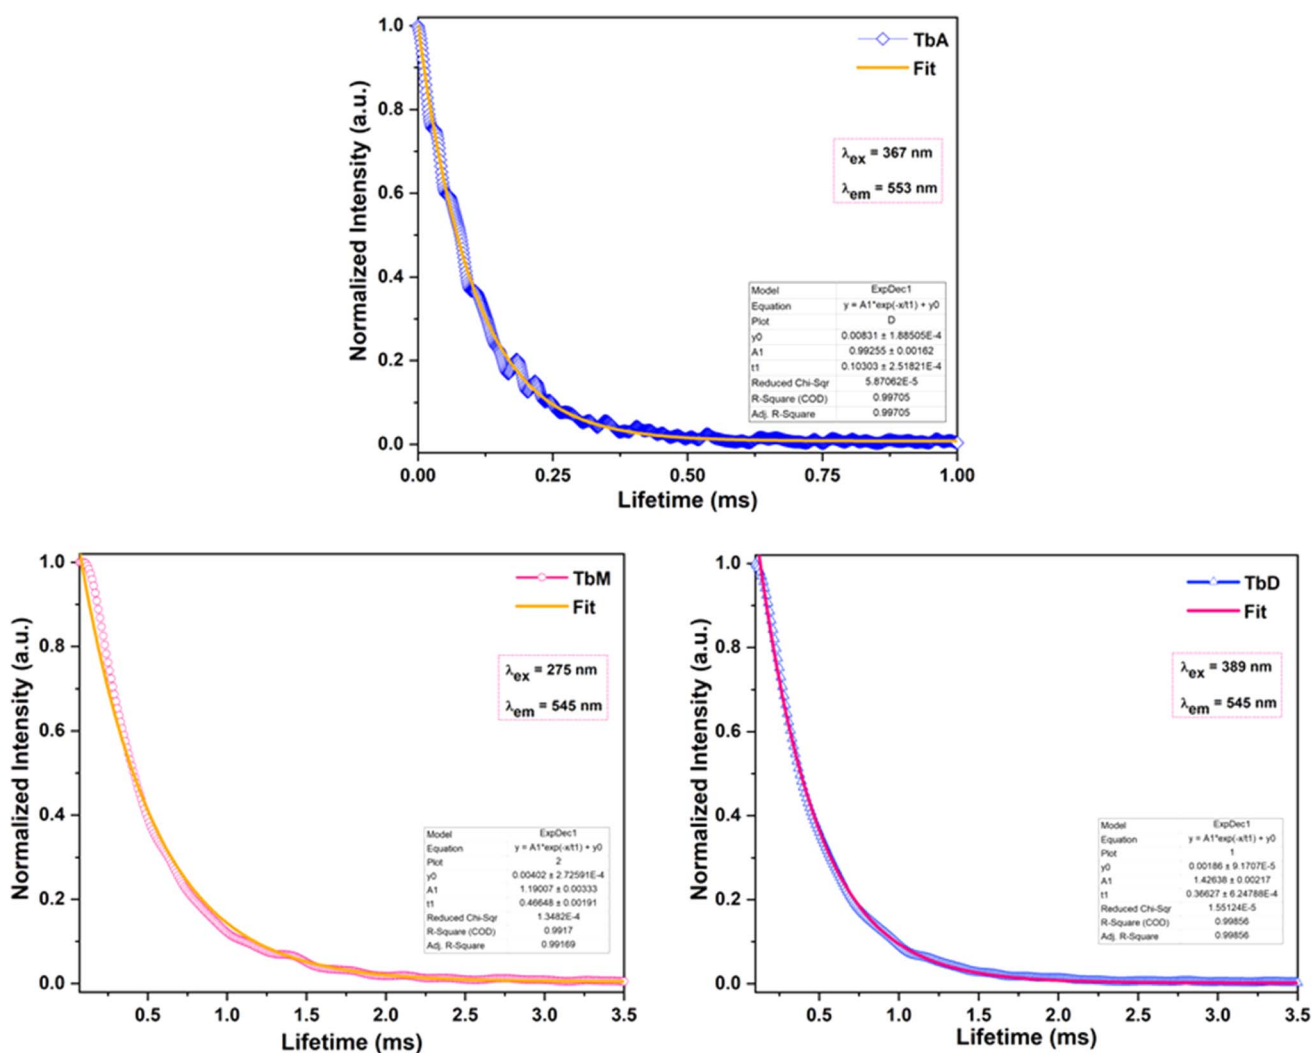 TbA
Fit
λex = 367 nm
λem = 553 nm
Model ExpDec1
Equation y = A1*exp(-x/t1) + y0
Plot D
y0 0.00831 ± 1.88505E-4
A1 0.99255 ± 0.00162
t1 0.10303 ± 2.51821E-4
Reduced Chi-Sqr 5.87062E-5
R-Square (COD) 0.99705
Adj. R-Square 0.99705
Normalized Intensity (a.u.)
1.0
0.8
0.6
0.4
0.2
0.0
0.00 0.25 0.50 0.75 1.00
Lifetime (ms)
TbM
Fit
λex = 275 nm
λem = 545 nm
Model ExpDec1
Equation y = A1*exp(-x/t1) + y0
Plot 2
y0 0.00402 ± 2.72591E-4
A1 1.19007 ± 0.00333
t1 0.46648 ± 0.00191
Reduced Chi-Sqr 1.3482E-4
R-Square (COD) 0.9917
Adj. R-Square 0.99169
Normalized Intensity (a.u.)
1.0
0.8
0.6
0.4
0.2
0.0
0.5 1.0 1.5 2.0 2.5 3.0 3.5
Lifetime (ms)
TbD
Fit
λex = 389 nm
λem = 545 nm
Model ExpDec1
Equation y = A1*exp(-x/t1) + y0
Plot 1
y0 0.00186 ± 9.1707E-5
A1 1.42638 ± 0.00217
t1 0.36627 ± 6.24788E-4
Reduced Chi-Sqr 1.55124E-5
R-Square (COD) 0.99856
Adj. R-Square 0.99856
Normalized Intensity (a.u.)
1.0
0.8
0.6
0.4
0.2
0.0
0.5 1.0 1.5 2.0 2.5 3.0 3.5
Lifetime (ms)